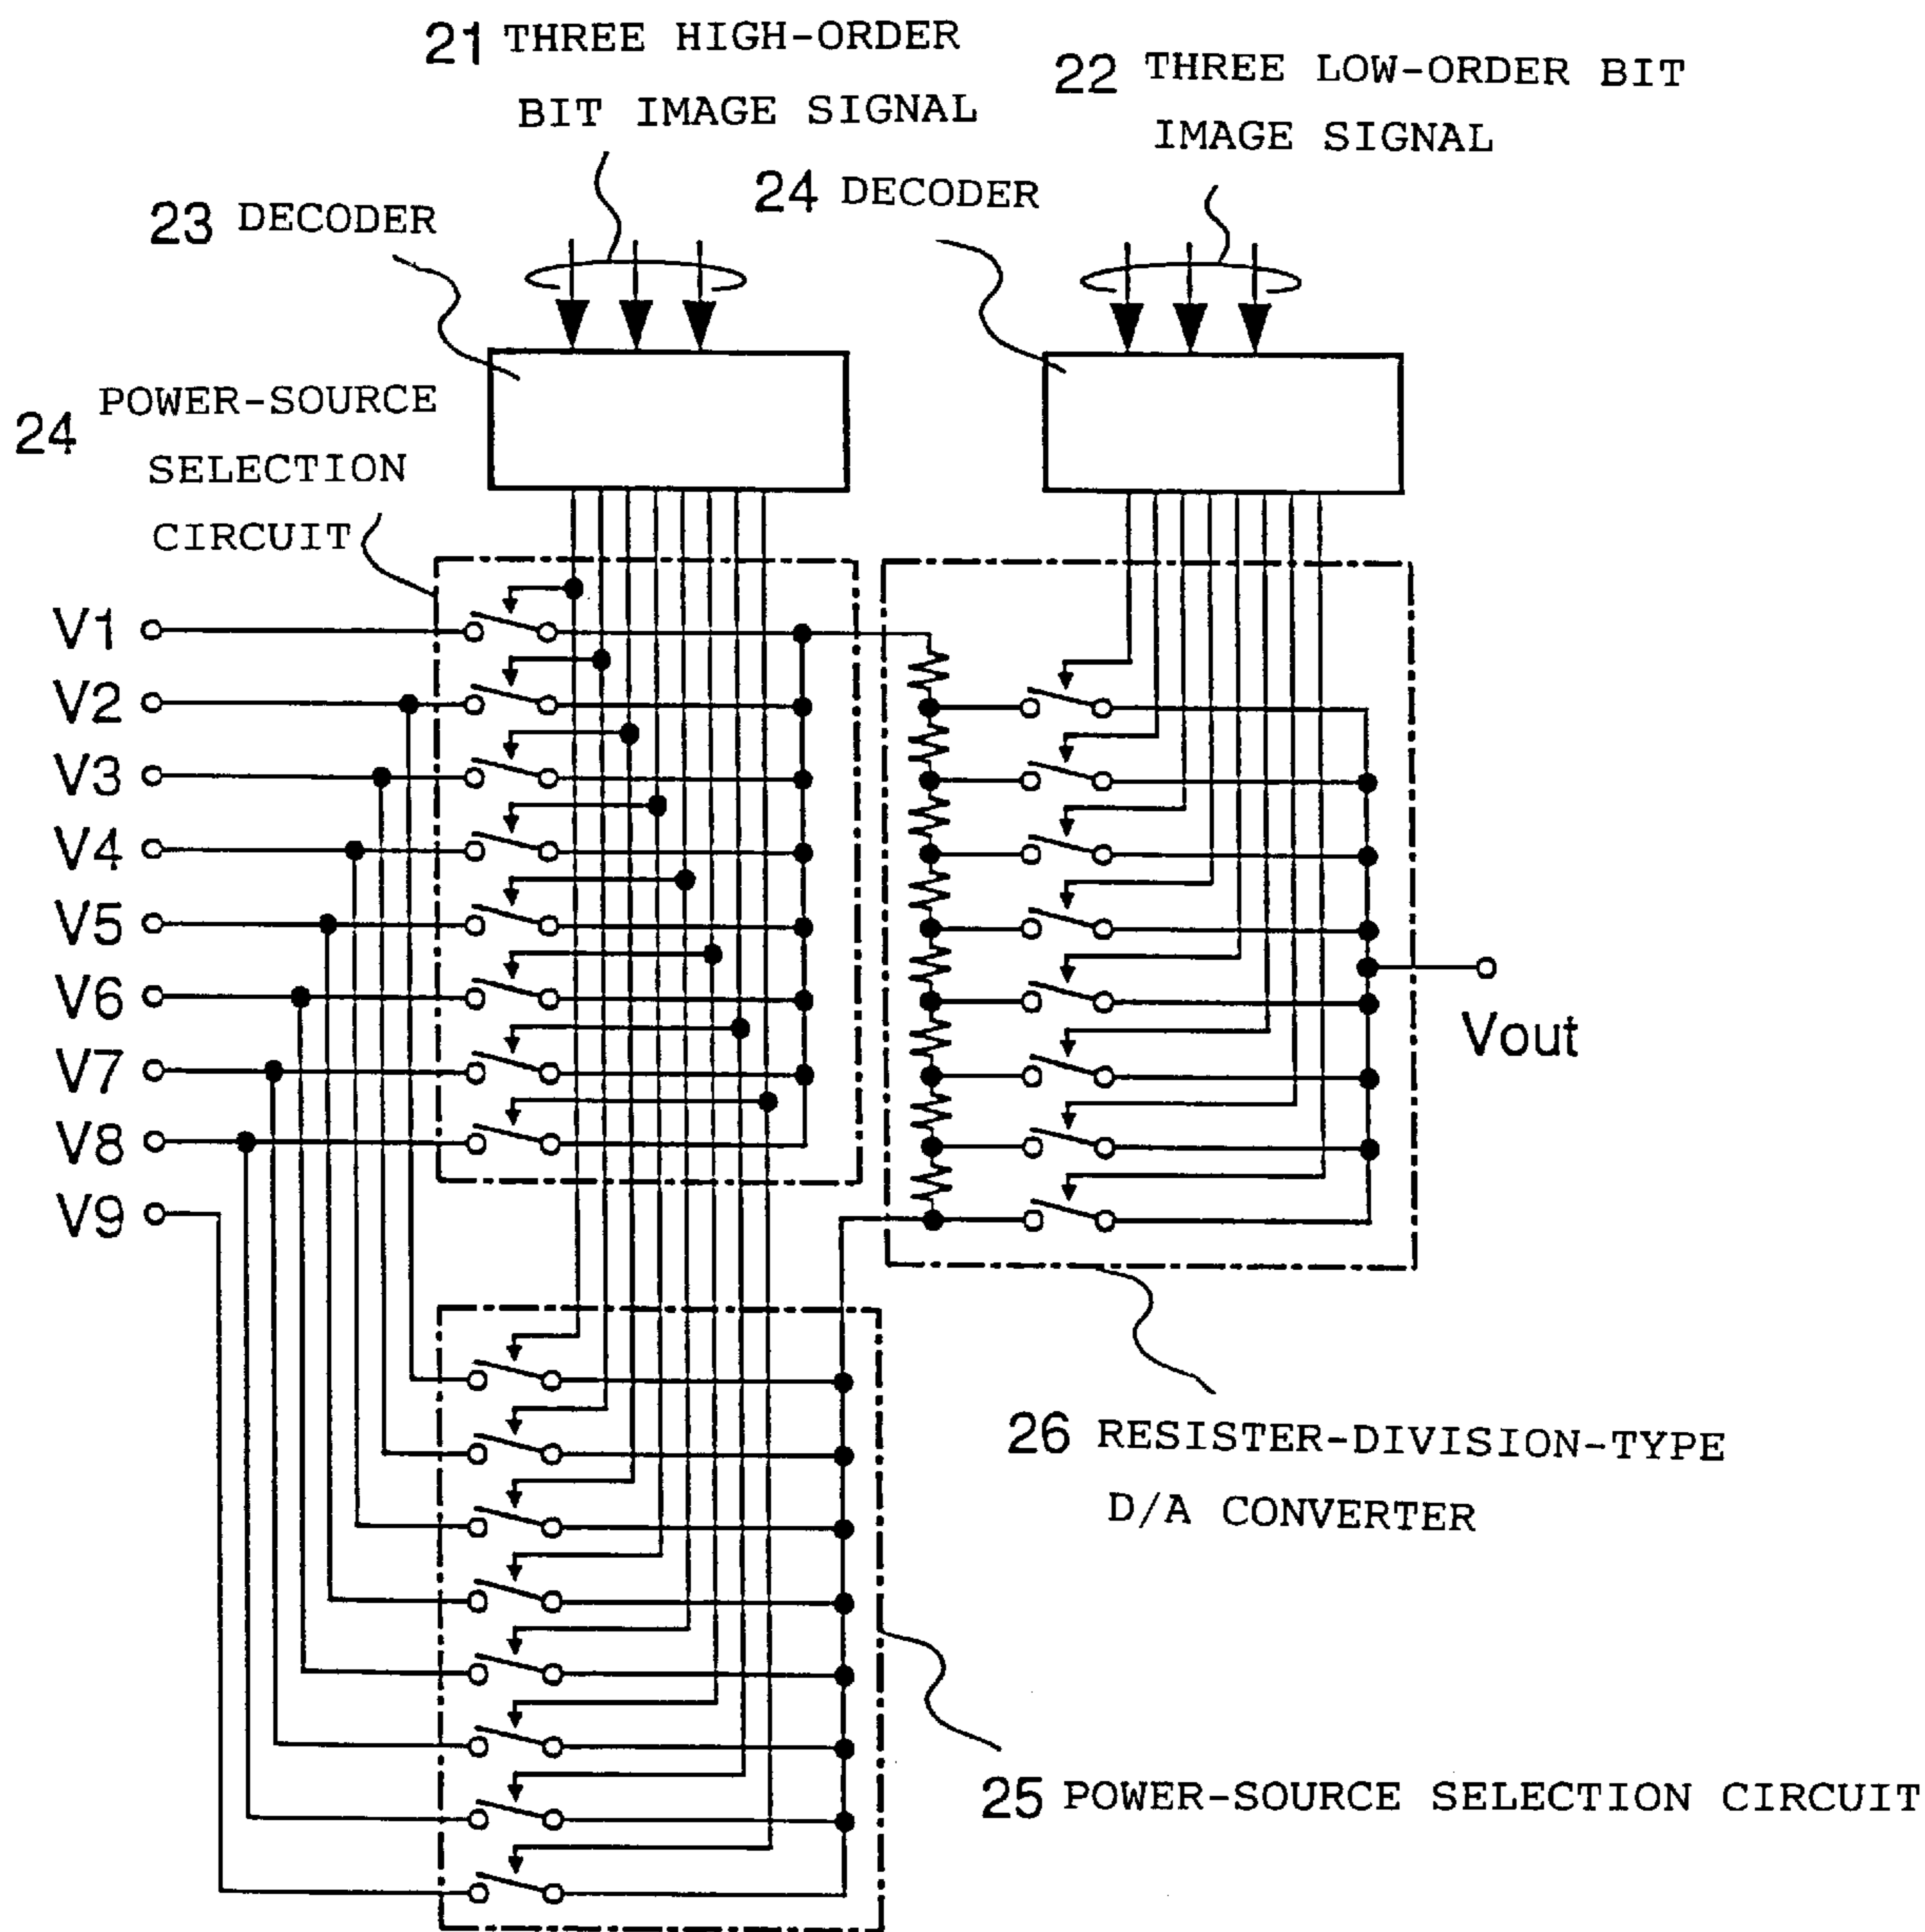 21 THREE HIGH-ORDER
BIT IMAGE SIGNAL
22 THREE LOW-ORDER BIT
IMAGE SIGNAL
23 DECODER
24 DECODER
24 POWER-SOURCE
SELECTION
CIRCUIT
V1
V2
V3
V4
V5
V6
V7
V8
V9
Vout
26 RESISTER-DIVISION-TYPE
D/A CONVERTER
25 POWER-SOURCE SELECTION CIRCUIT